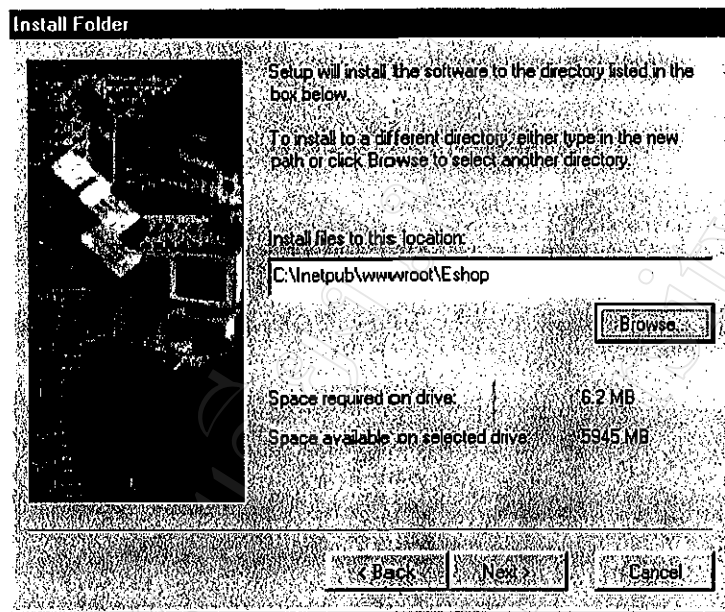 Install Folder
Setup will install the software to the directory listed in the
box below.
To install to a different directory, either type in the new
path or click Browse to select another directory.
Install files to this location:
C:\Inetpub\wwwroot\Eshop
Browse...
Space required on drive: 6.2 MB
Space available on selected drive: 5945 MB
< Back Next > Cancel